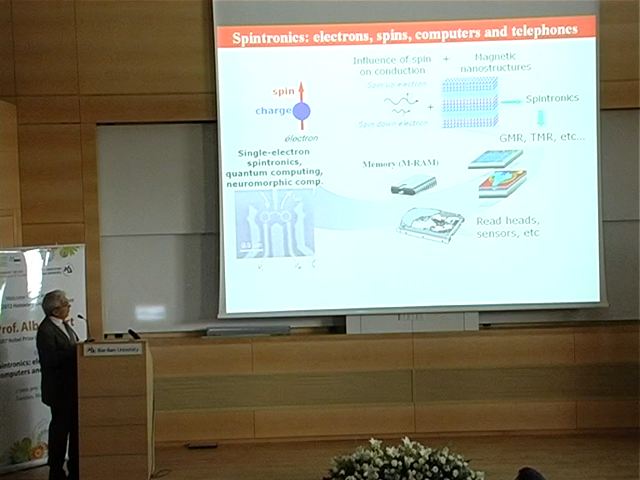 Spintronics: electrons, spins, computers and telephones
Influence of spin
on conduction
+
Magnetic
nanostructures
Spin up electron
+
Spin down electron
spin
charge
électron
Spintronics
GMR, TMR, etc...
Single-electron
spintronics,
quantum computing,
neuromorphic comp.
Memory (M-RAM)
Read heads,
sensors, etc
Prof. Alb
Bar-Ilan University